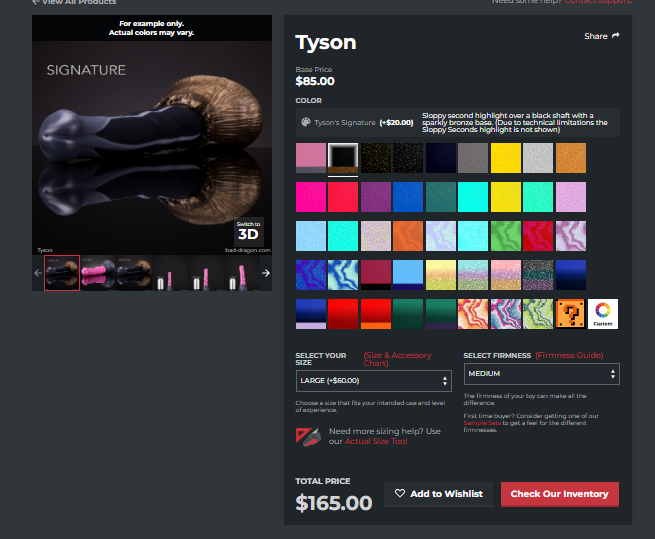 View All Products
Need some help? Contact support.
For example only.
Actual colors may vary.
SIGNATURE
Switch to
3D
Tyson
bad-dragon.com
Tyson
Share
Base Price
$85.00
COLOR
Tyson's Signature (+$20.00)
Sloppy second highlight over a black shaft with a
sparkly bronze base. (Due to technical limitations the
Sloppy Seconds highlight is not shown)
?
Custom
SELECT YOUR
SIZE
(Size & Accessory
Chart)
LARGE (+$60.00)
Choose a size that fits your intended use and level
of experience.
Need more sizing help? Use
our Actual Size Tool
SELECT FIRMNESS (Firmness Guide)
MEDIUM
The firmness of your toy can make all the
difference.
First time buyer? Consider getting one of our
Sample Sets to get a feel for the different
firmnesses.
TOTAL PRICE
$165.00
Add to Wishlist
Check Our Inventory